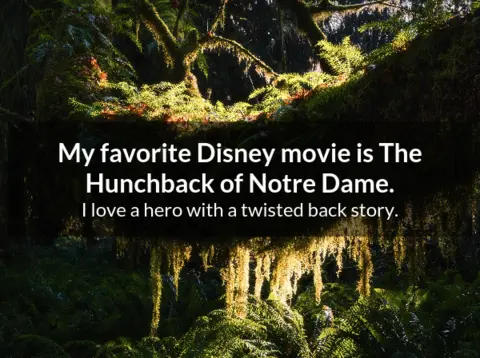 My favorite Disney movie is The
Hunchback of Notre Dame.
I love a hero with a twisted back story.